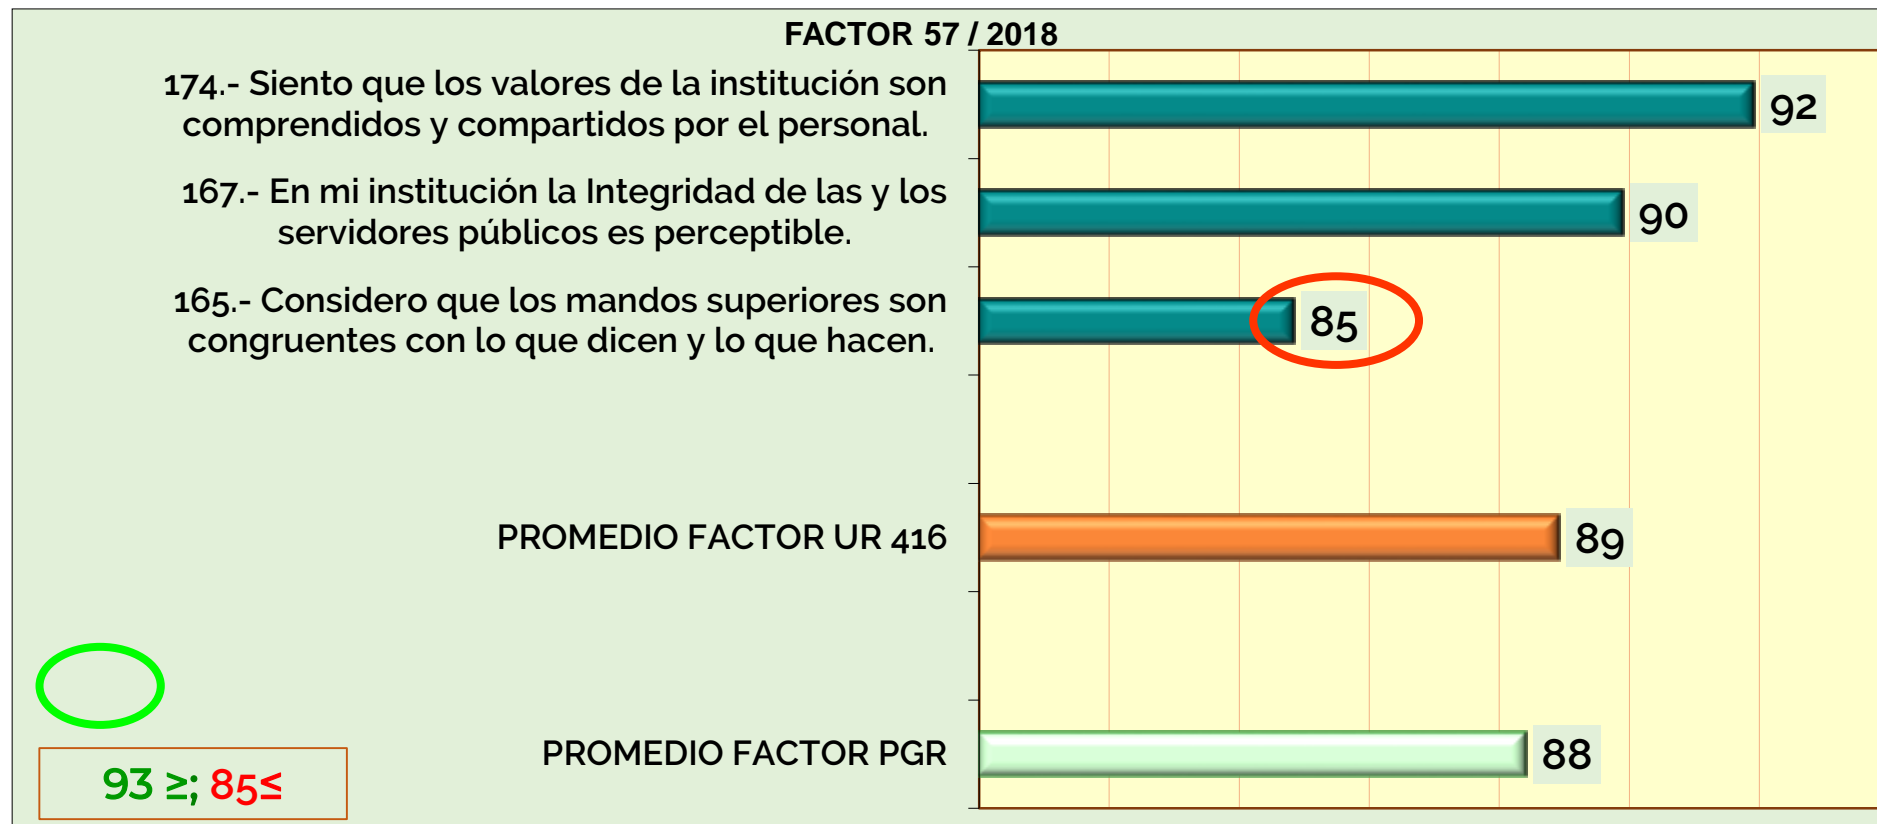 FACTOR 57 / 2018
174.- Siento que los valores de la institución son
comprendidos y compartidos por el personal.
92
167.- En mi institución la Integridad de las y los
servidores públicos es perceptible.
90
165.- Considero que los mandos superiores son
congruentes con lo que dicen y lo que hacen.
85
PROMEDIO FACTOR UR 416
89
PROMEDIO FACTOR PGR
88
93 ≥; 85≤